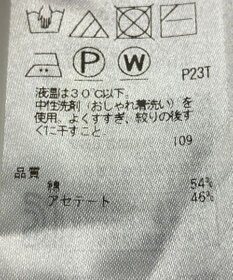 P W P23T
液温は30℃以下。
中性洗剤（おしゃれ着洗い）を
使用、よくすすぎ、絞りの後す
ぐに干すこと
109
品質
綿 54%
アセテート 46%